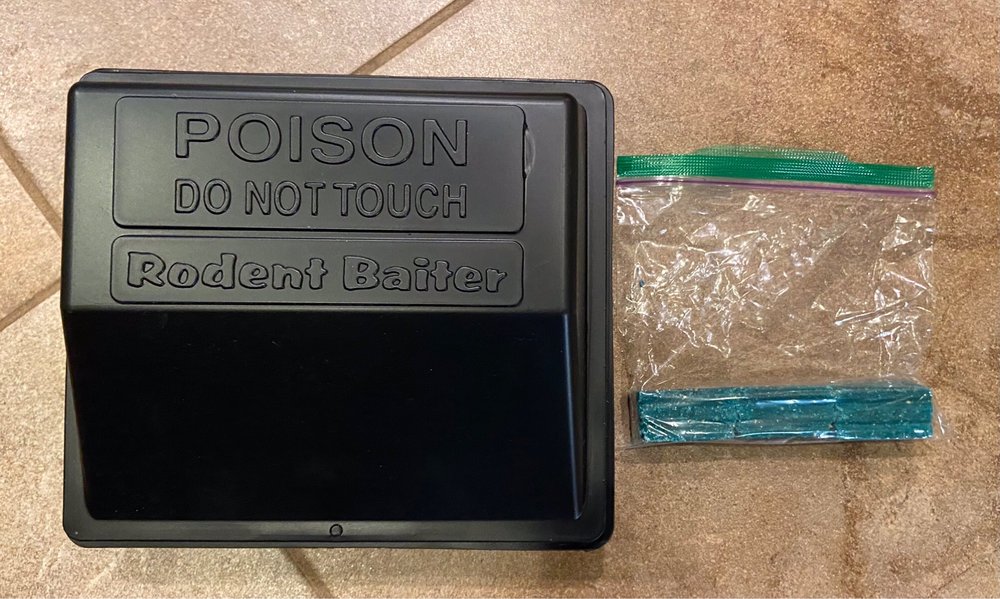 POISON
DO NOT TOUCH
Rodent Baiter